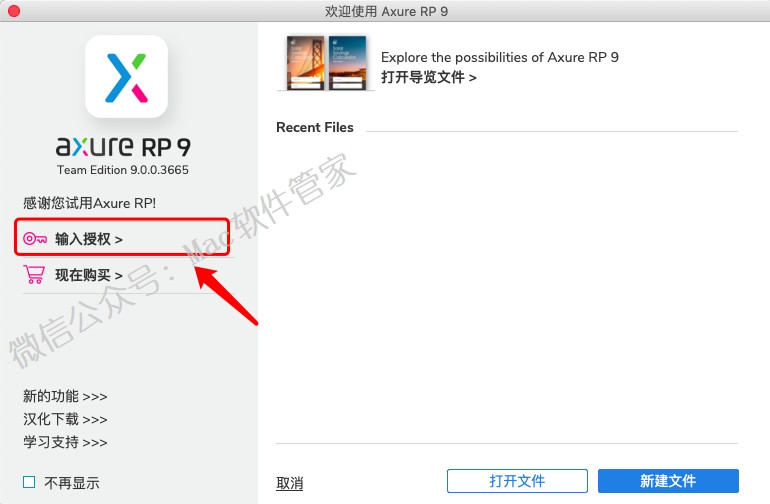 欢迎使用 Axure RP 9
axure RP 9
Team Edition 9.0.0.3665
感谢您试用Axure RP!
输入授权 >
现在购买 >
新的功能 >>>
汉化下载 >>>
学习支持 >>>
不再显示
Explore the possibilities of Axure RP 9
打开导览文件 >
Recent Files
取消
打开文件
新建文件
微信公众号：Mac软件管家